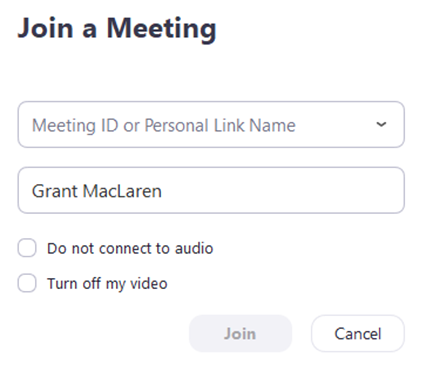 Join a Meeting
Meeting ID or Personal Link Name
Grant MacLaren
Do not connect to audio
Turn off my video
Join Cancel